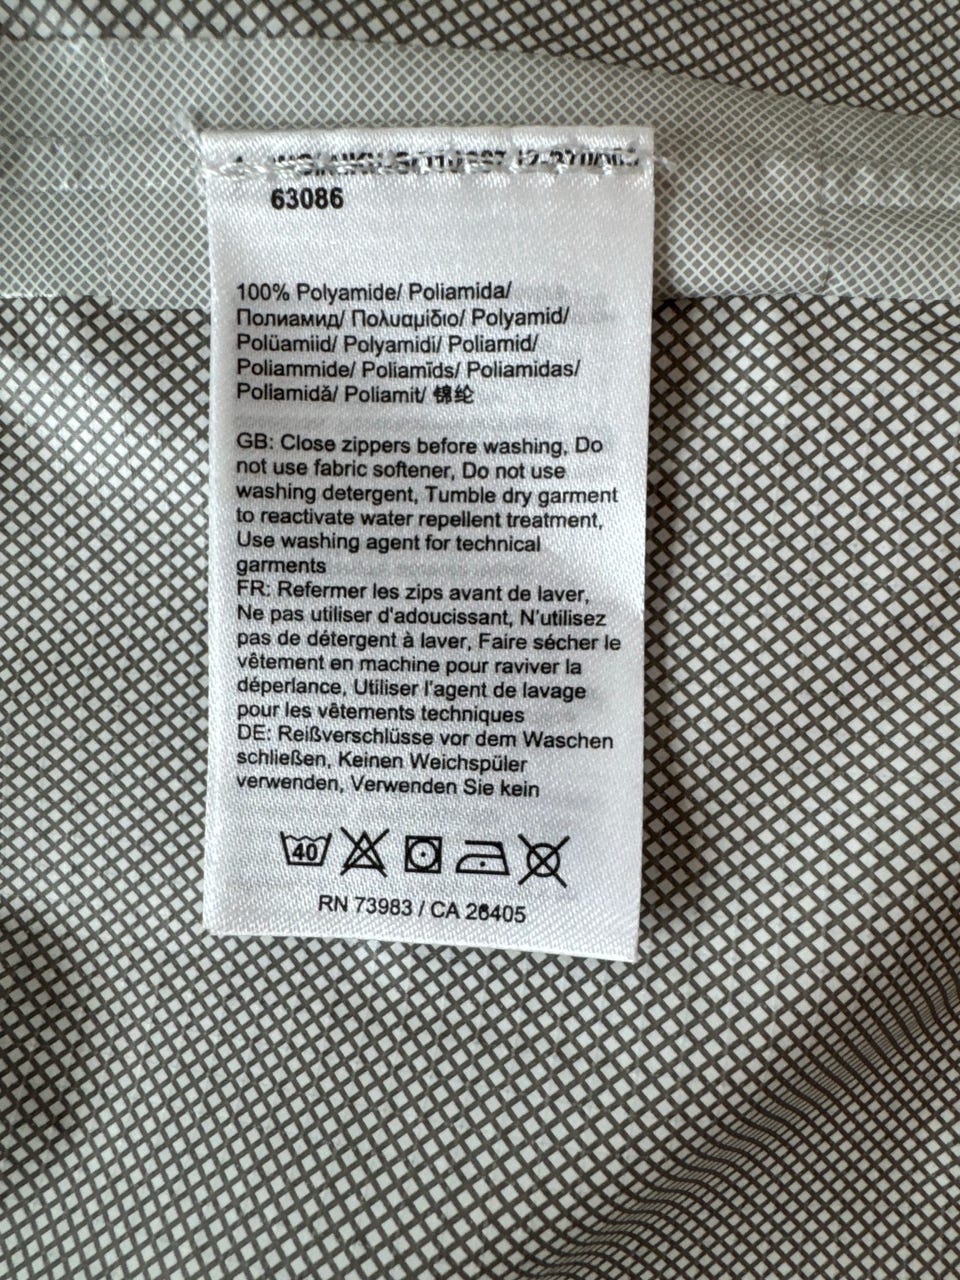 63086
100% Polyamide/ Poliamida/
Полиамид/ Πολυαμίδιο/ Polyamid/
Polüamiid/ Polyamidi/ Poliamid/
Poliammide/ Poliamīds/ Poliamidas/
Poliamidă/ Poliamit/ 锦纶
GB: Close zippers before washing, Do
not use fabric softener, Do not use
washing detergent, Tumble dry garment
to reactivate water repellent treatment,
Use washing agent for technical
garments
FR: Refermer les zips avant de laver,
Ne pas utiliser d'adoucissant, N'utilisez
pas de détergent à laver, Faire sécher le
vêtement en machine pour raviver la
déperlance, Utiliser l'agent de lavage
pour les vêtements techniques
DE: Reißverschlüsse vor dem Waschen
schließen, Keinen Weichspüler
verwenden, Verwenden Sie kein
40
RN 73983 / CA 26405